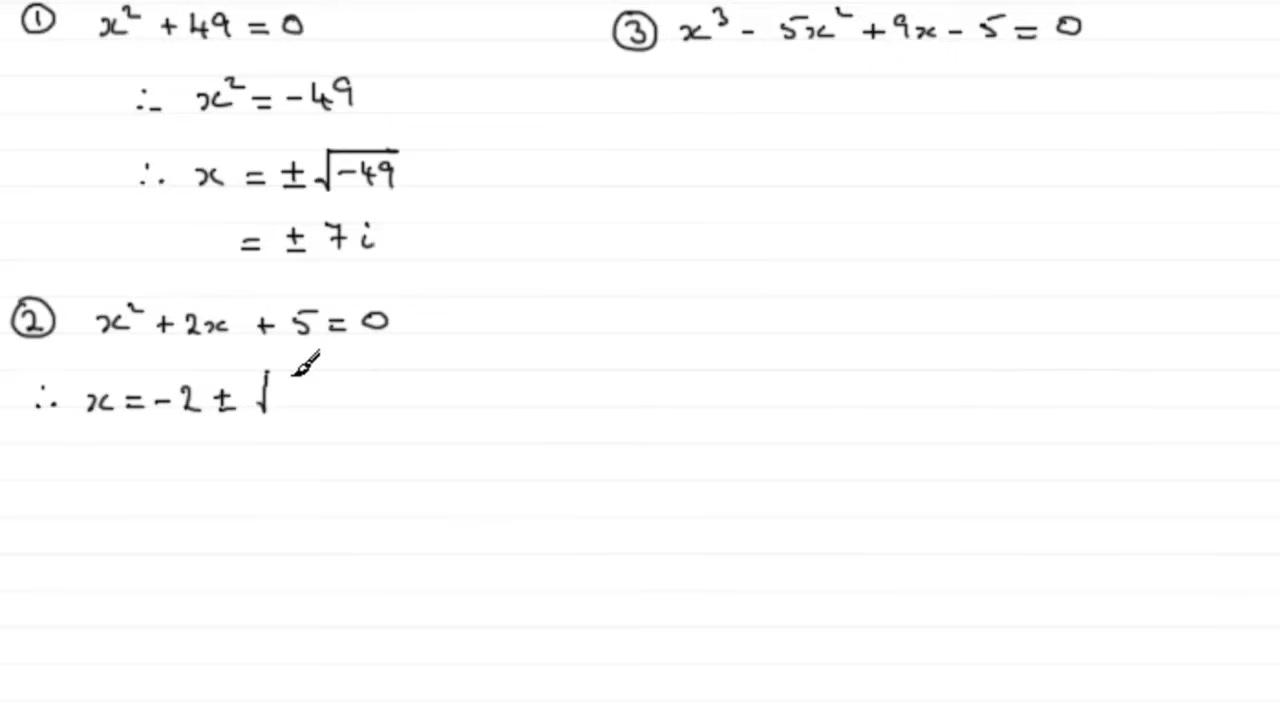 ① x² + 49 = 0
∴ x² = -49
∴ x = ±√-49
= ± 7i
② x² + 2x + 5 = 0
∴ x = -2 ± √
③ x³ - 5x² + 9x - 5 = 0